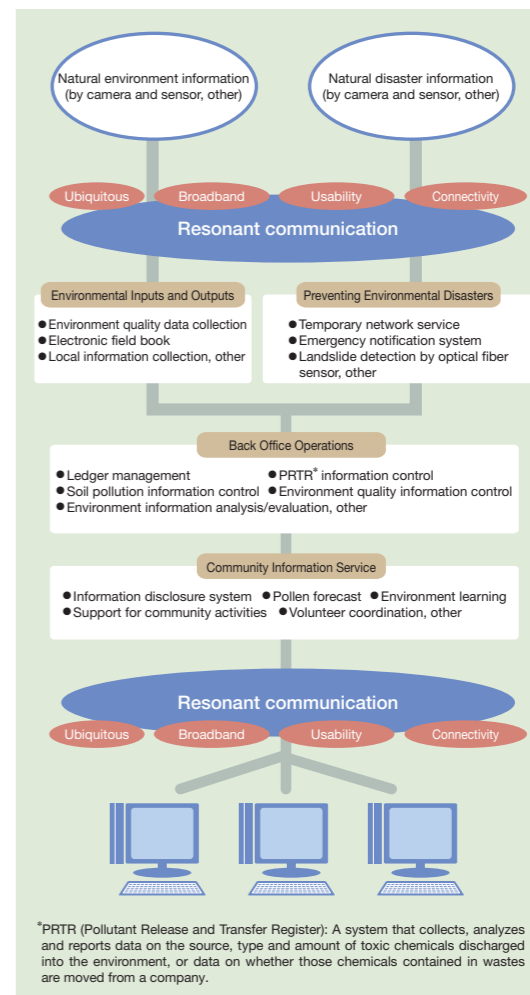 Natural environment information
(by camera and sensor, other)
Natural disaster information
(by camera and sensor, other)
Ubiquitous
Broadband
Usability
Connectivity
Resonant communication
Environmental Inputs and Outputs
●Environment quality data collection
●Electronic field book
●Local information collection, other
Preventing Environmental Disasters
●Temporary network service
●Emergency notification system
●Landslide detection by optical fiber
sensor, other
Back Office Operations
●Ledger management ●PRTR* information control
●Soil pollution information control ●Environment quality information control
●Environment information analysis/evaluation, other
Community Information Service
●Information disclosure system ●Pollen forecast ●Environment learning
●Support for community activities ●Volunteer coordination, other
Resonant communication
Ubiquitous
Broadband
Usability
Connectivity
*PRTR (Pollutant Release and Transfer Register): A system that collects, analyzes
and reports data on the source, type and amount of toxic chemicals discharged
into the environment, or data on whether those chemicals contained in wastes
are moved from a company.